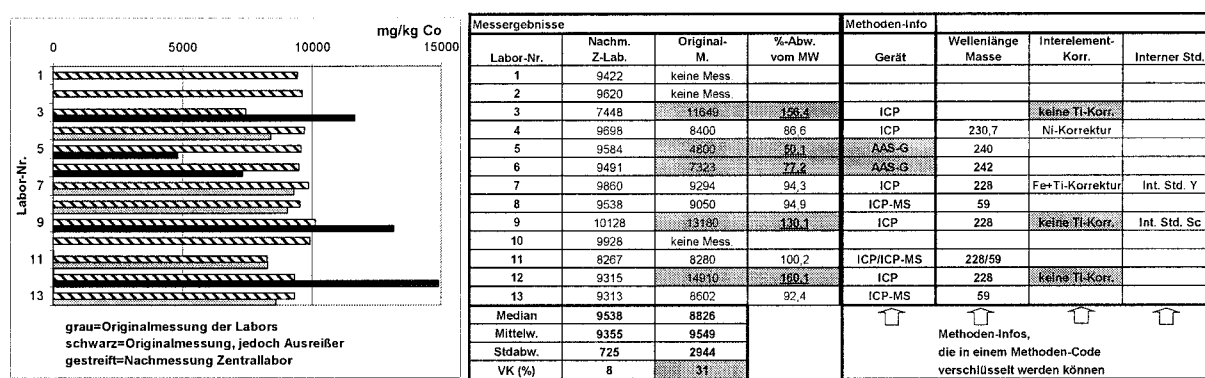 mg/kg Co
0 5000 10000 15000
1
3
5
7
9
11
13
Labor-Nr.
grau=Originalmessung der Labors
schwarz=Originalmessung, jedoch Ausreißer
gestreift=Nachmessung Zentrallabor
Messergebnisse Methoden-Info
Labor-Nr. Nachm. Z-Lab. Original-M. %-Abw. vom MW Gerät Wellenlänge Masse Interelement-Korr. Interner Std.
1 9422 keine Mess.
2 9620 keine Mess.
3 7448 11649 156,4 ICP keine Ti-Korr.
4 9698 8400 86,6 ICP 230,7 Ni-Korrektur
5 9584 4800 50,1 AAS-G 240
6 9491 7323 77,2 AAS-G 242
7 9860 9294 94,3 ICP 228 Fe+Ti-Korrektur Int. Std. Y
8 9538 9050 94,9 ICP-MS 59
9 10128 13180 130,1 ICP 228 keine Ti-Korr. Int. Std. Sc
10 9928 keine Mess.
11 8267 8280 100,2 ICP/ICP-MS 228/59
12 9315 14910 160,1 ICP 228 keine Ti-Korr.
13 9313 8602 92,4 ICP-MS 59
Median 9538 8826
Mittelw. 9355 9549
Stdabw. 725 2944
VK (%) 8 31
Methoden-Infos,
die in einem Methoden-Code
verschlüsselt werden können